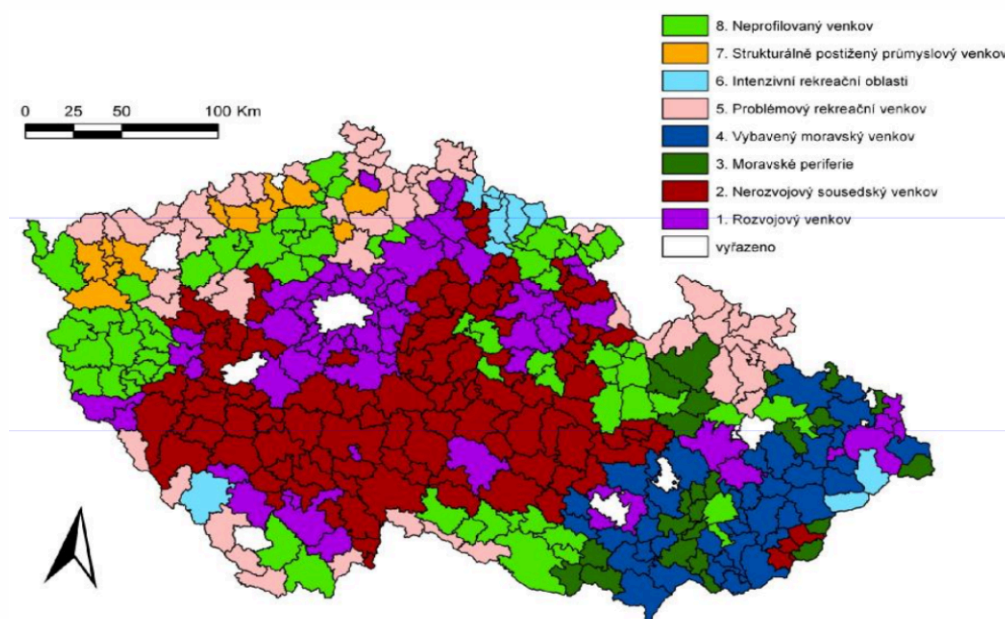 8. Neprofilovaný venkov
7. Strukturálně postižený průmyslový venkov
6. Intenzivní rekreační oblasti
5. Problémový rekreační venkov
4. Vybavený moravský venkov
3. Moravské periferie
2. Nerozvojový sousedský venkov
1. Rozvojový venkov
vyřazeno
0 25 50 100 Km